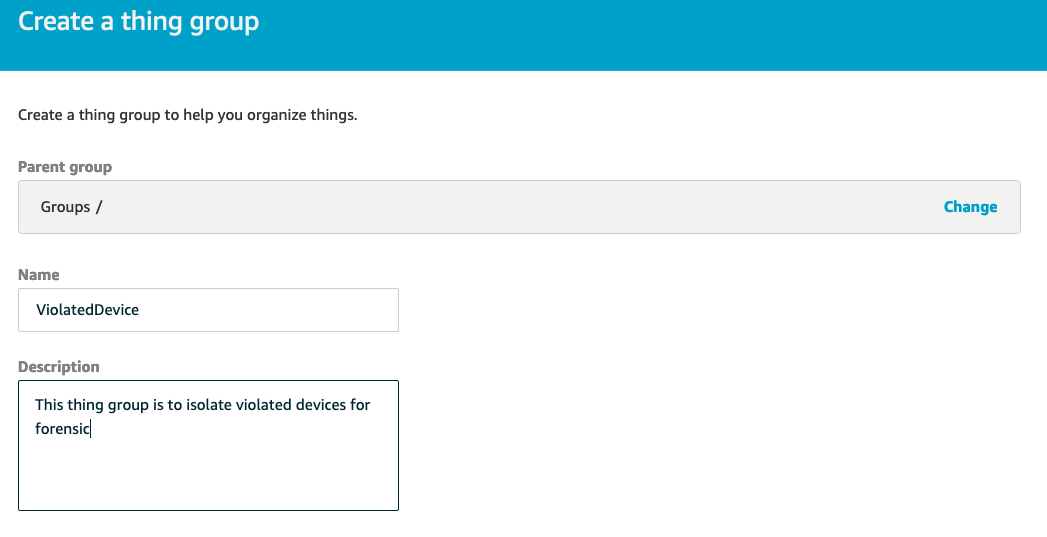 Create a thing group
Create a thing group to help you organize things.
Parent group
Groups /
Change
Name
ViolatedDevice
Description
This thing group is to isolate violated devices for
forensic